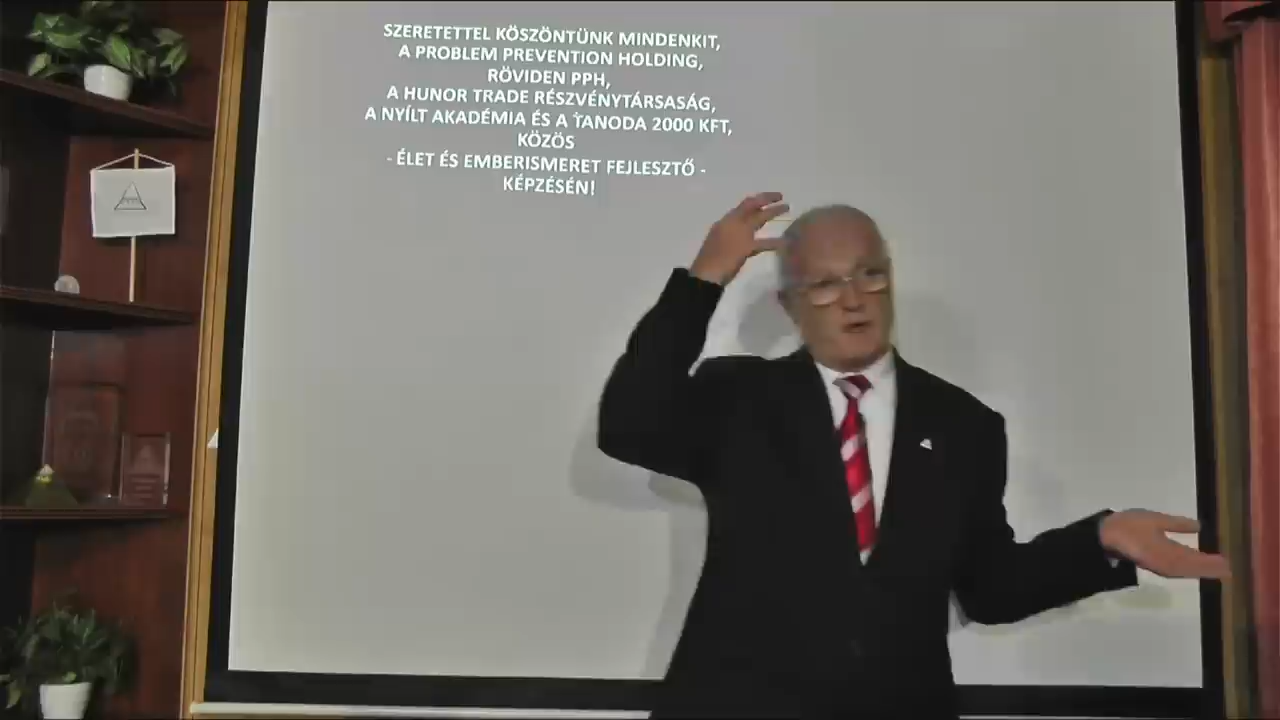 SZERETETTEL KÖSZÖNTÜNK MINDENKIT,
A PROBLEM PREVENTION HOLDING,
RÖVIDEN PPH,
A HUNOR TRADE RÉSZVÉNYTÁRSASÁG,
A NYÍLT AKADÉMIA ÉS A TANODA 2000 KFT,
KÖZÖS
- ÉLET ÉS EMBERISMERET FEJLESZTŐ -
KÉPZÉSÉN!